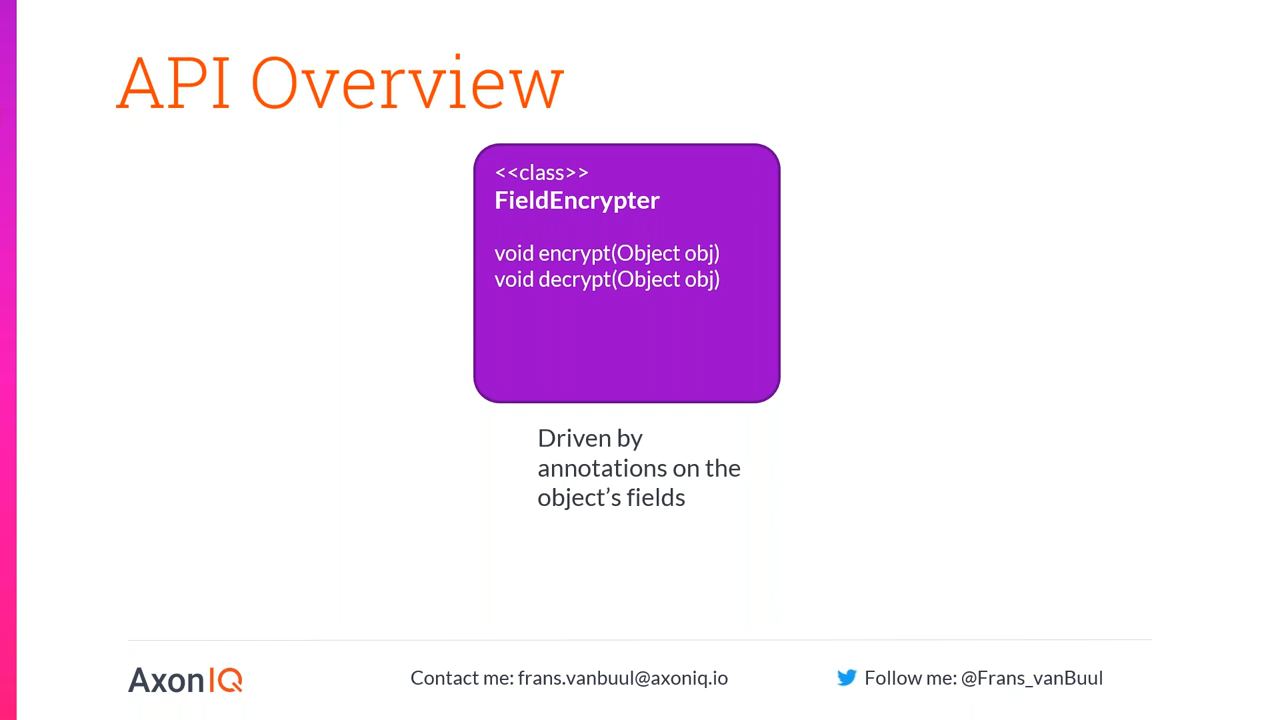 API Overview
<<class>>
FieldEncrypter
void encrypt(Object obj)
void decrypt(Object obj)
Driven by
annotations on the
object’s fields
AxonIQ
Contact me: frans.vanbuul@axoniq.io
Follow me: @Frans_vanBuul